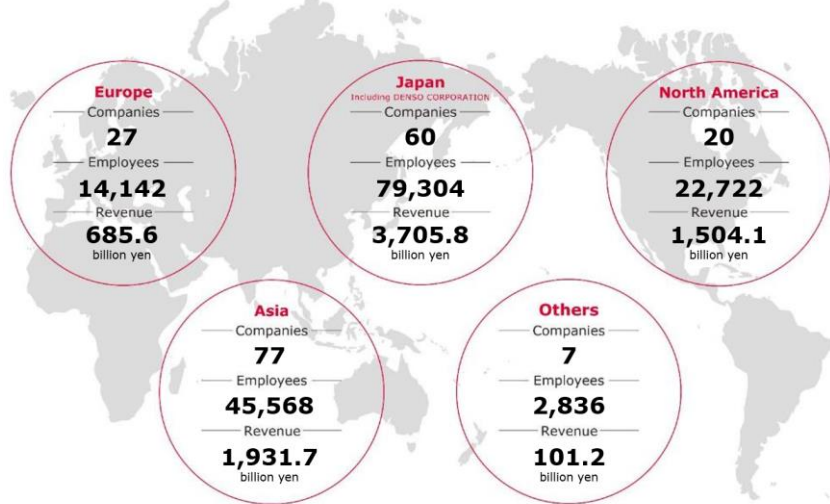 Europe
Companies
27
Employees
14,142
Revenue
685.6
billion yen
Japan
Including DENSO CORPORATION
Companies
60
Employees
79,304
Revenue
3,705.8
billion yen
North America
Companies
20
Employees
22,722
Revenue
1,504.1
billion yen
Asia
Companies
77
Employees
45,568
Revenue
1,931.7
billion yen
Others
Companies
7
Employees
2,836
Revenue
101.2
billion yen